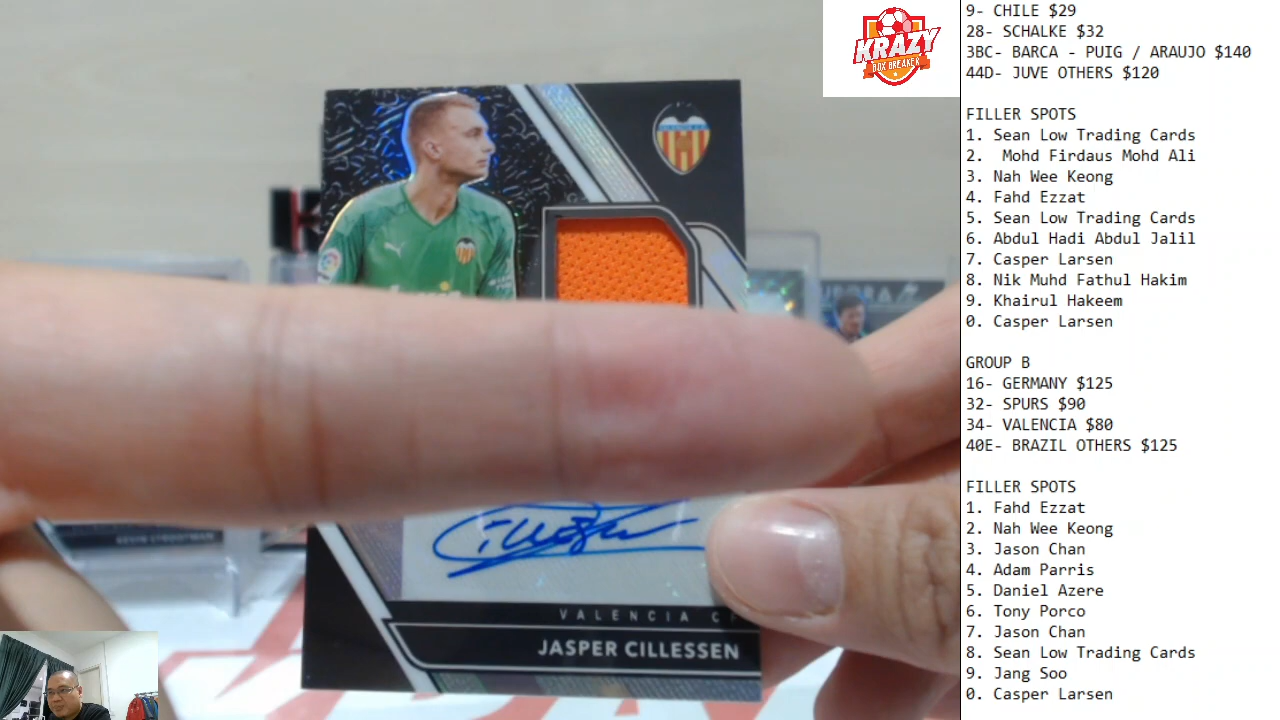 KRAZY
BOX BREAKER
VALENCIA CF
JASPER CILLESSEN
KEVIN STROOTMAN
9- CHILE $29
28- SCHALKE $32
3BC- BARCA - PUIG / ARAUJO $140
44D- JUVE OTHERS $120
FILLER SPOTS
1. Sean Low Trading Cards
2.  Mohd Firdaus Mohd Ali
3. Nah Wee Keong
4. Fahd Ezzat
5. Sean Low Trading Cards
6. Abdul Hadi Abdul Jalil
7. Casper Larsen
8. Nik Muhd Fathul Hakim
9. Khairul Hakeem
0. Casper Larsen
GROUP B
16- GERMANY $125
32- SPURS $90
34- VALENCIA $80
40E- BRAZIL OTHERS $125
FILLER SPOTS
1. Fahd Ezzat
2. Nah Wee Keong
3. Jason Chan
4. Adam Parris
5. Daniel Azere
6. Tony Porco
7. Jason Chan
8. Sean Low Trading Cards
9. Jang Soo
0. Casper Larsen